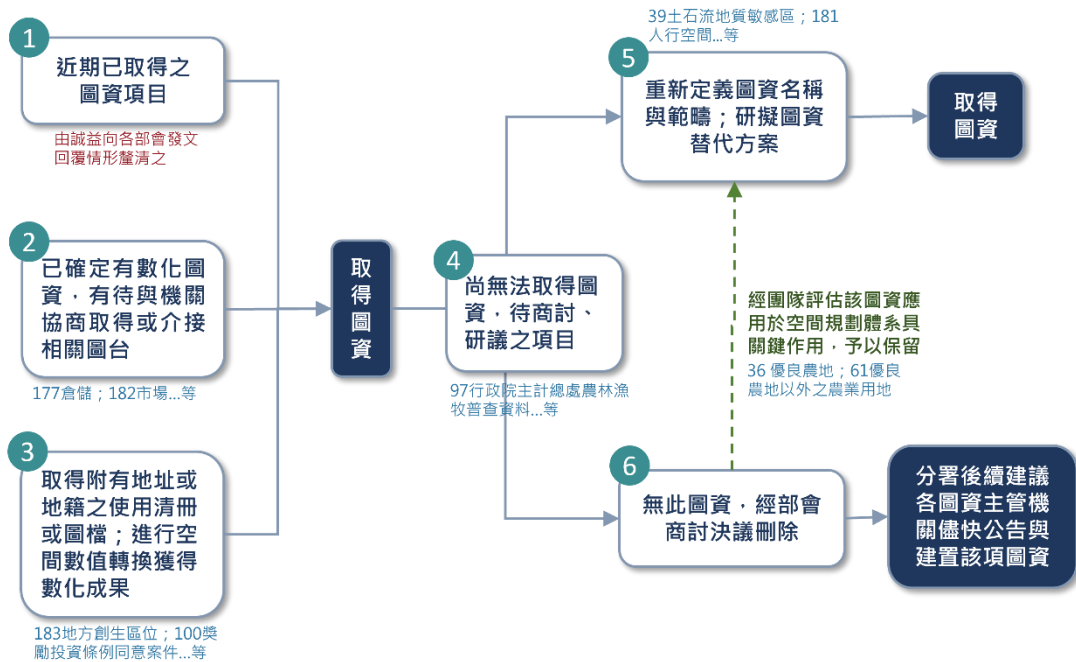 1
近期已取得之
圖資項目
由誠益向各部會發文
回覆情形釐清之
2
已確定有數化圖
資，有待與機關
協商取得或介接
相關圖台
177倉儲；182市場...等
3
取得附有地址或
地籍之使用清冊
或圖檔；進行空
間數值轉換獲得
數化成果
183地方創生區位；100獎
勵投資條例同意案件...等
取
得
圖
資
4
尚無法取得圖
資，待商討、
研議之項目
97行政院主計總處農林漁
牧普查資料...等
39土石流地質敏感區；181
人行空間...等
5
重新定義圖資名稱
與範疇；研擬圖資
替代方案
取得
圖資
經團隊評估該圖資應
用於空間規劃體系具
關鍵作用，予以保留
36 優良農地；61優良
農地以外之農業用地
6
無此圖資，經部會
商討決議刪除
分署後續建議
各圖資主管機
關儘快公告與
建置該項圖資